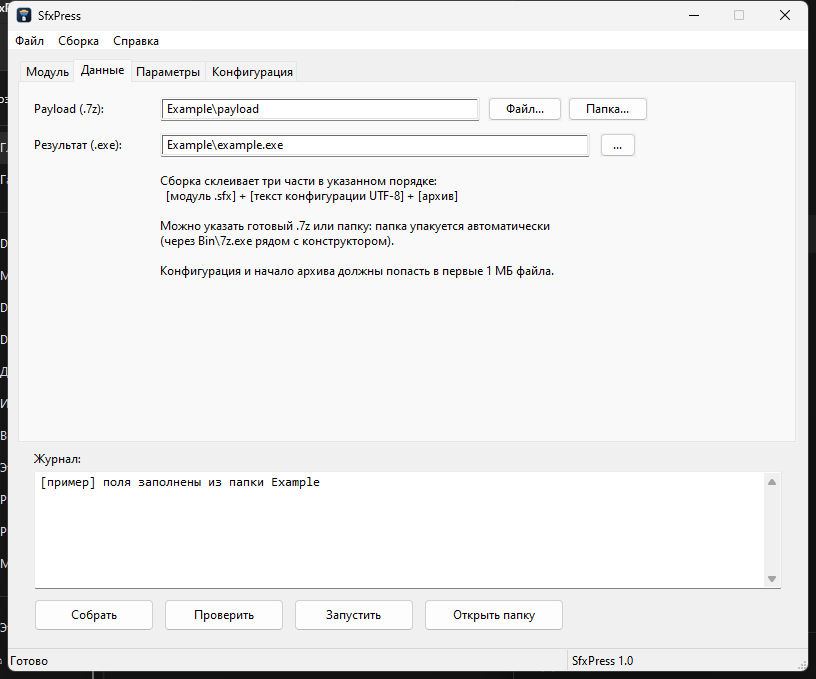 SfxPress
Файл Сборка Справка
Модуль Данные Параметры Конфигурация
Payload (.7z): Example\payload Файл... Папка...
Результат (.exe): Example\example.exe ...
Сборка склеивает три части в указанном порядке:
[модуль .sfx] + [текст конфигурации UTF-8] + [архив]
Можно указать готовый .7z или папку: папка упакуется автоматически
(через Bin\7z.exe рядом с конструктором).
Конфигурация и начало архива должны попасть в первые 1 МБ файла.
Журнал:
[пример] поля заполнены из папки Example
Собрать Проверить Запустить Открыть папку
Готово SfxPress 1.0